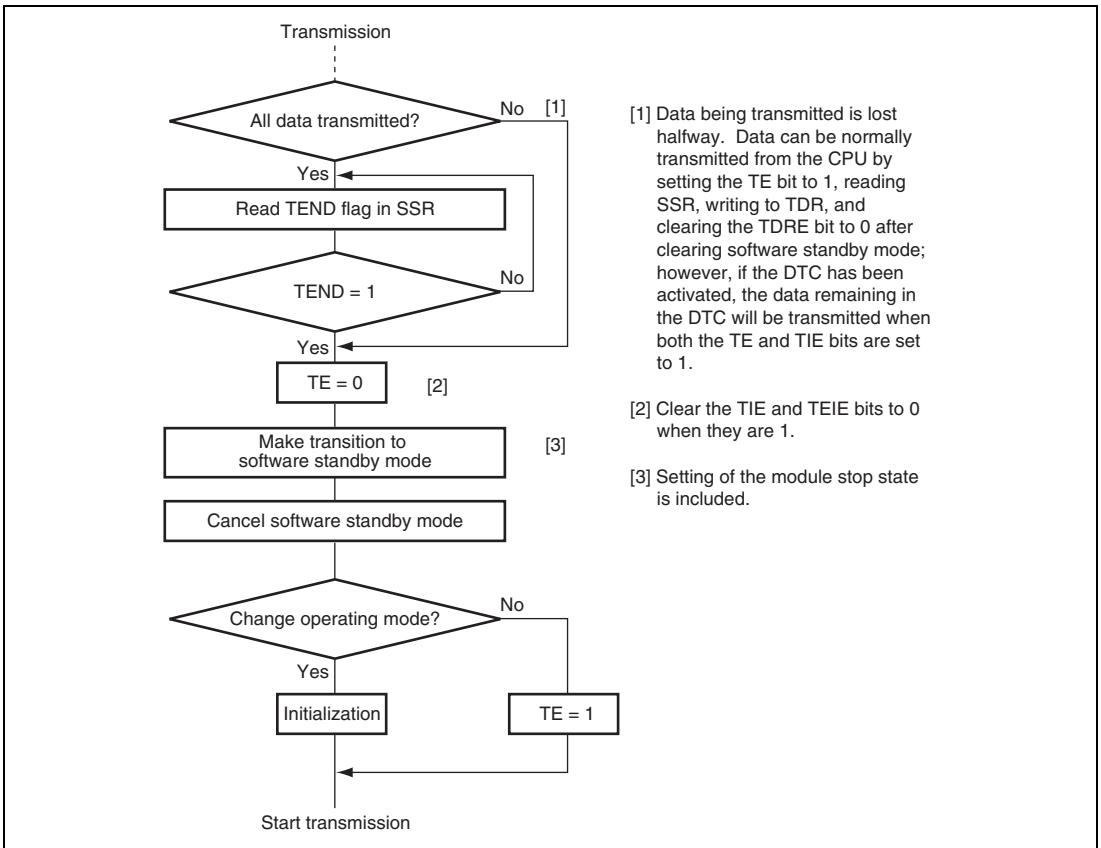 Transmission
All data transmitted?
No
[1]
Yes
Read TEND flag in SSR
TEND = 1
No
Yes
TE = 0
[2]
Make transition to
software standby mode
[3]
Cancel software standby mode
Change operating mode?
No
Yes
Initialization
TE = 1
Start transmission
[1] Data being transmitted is lost
halfway. Data can be normally
transmitted from the CPU by
setting the TE bit to 1, reading
SSR, writing to TDR, and
clearing the TDRE bit to 0 after
clearing software standby mode;
however, if the DTC has been
activated, the data remaining in
the DTC will be transmitted when
both the TE and TIE bits are set
to 1.
[2] Clear the TIE and TEIE bits to 0
when they are 1.
[3] Setting of the module stop state
is included.